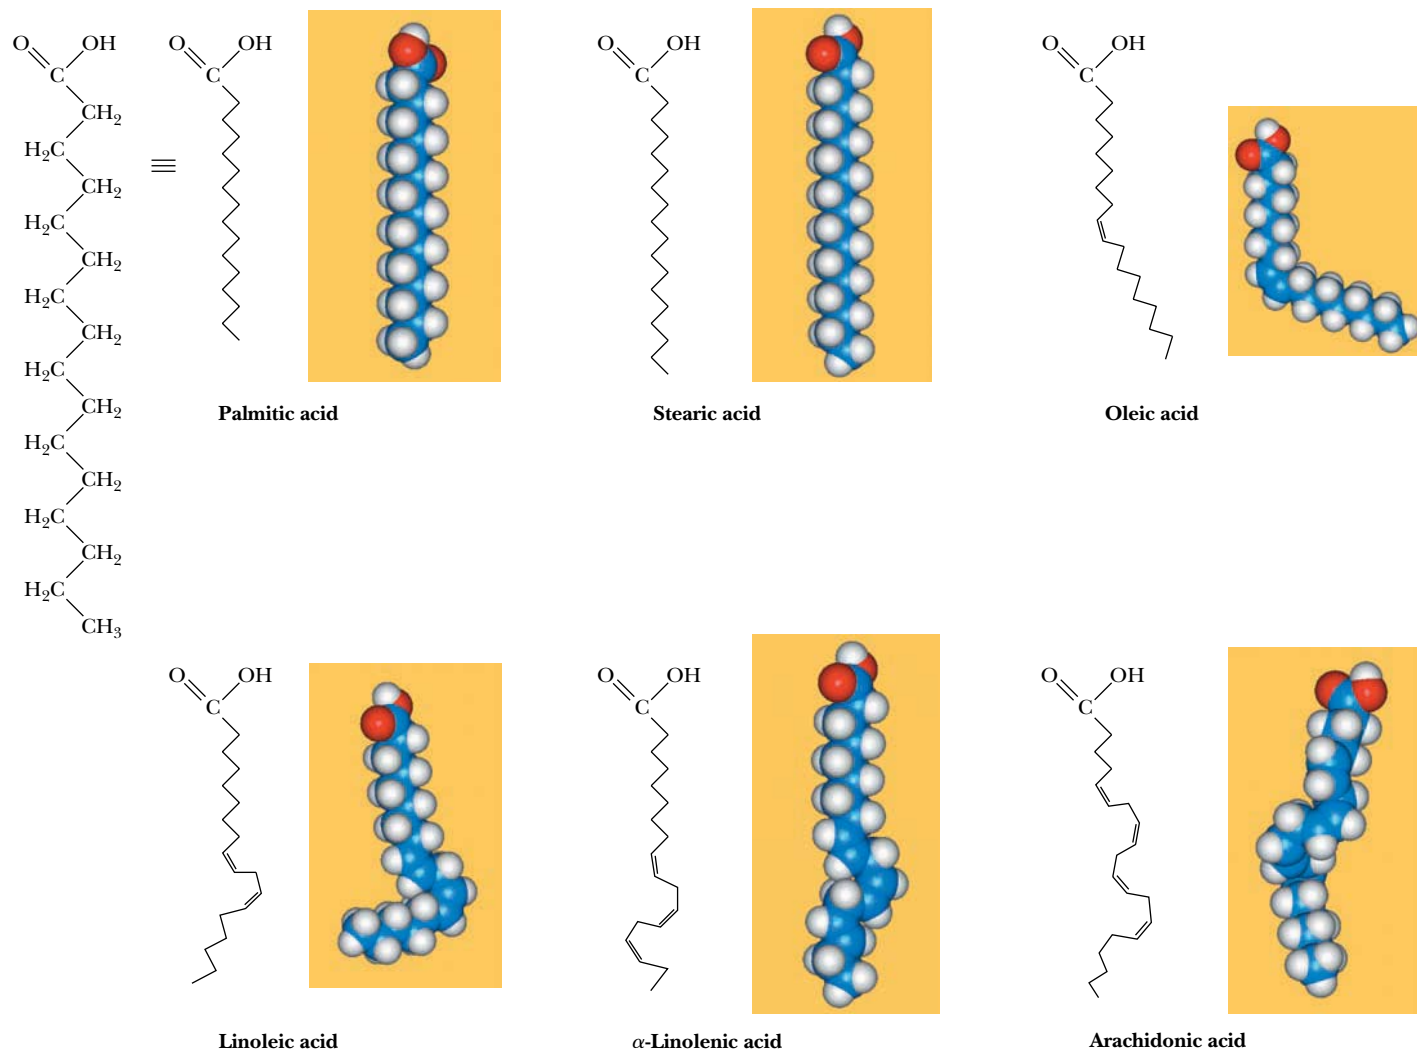 O OH
C
CH₂
H₂C
CH₂
H₂C
CH₂
H₂C
CH₂
H₂C
CH₂
H₂C
CH₂
H₂C
CH₂
H₂C
CH₃
O OH
C
Palmitic acid
O OH
C
Stearic acid
O OH
C
Oleic acid
O OH
C
Linoleic acid
O OH
C
α-Linolenic acid
O OH
C
Arachidonic acid